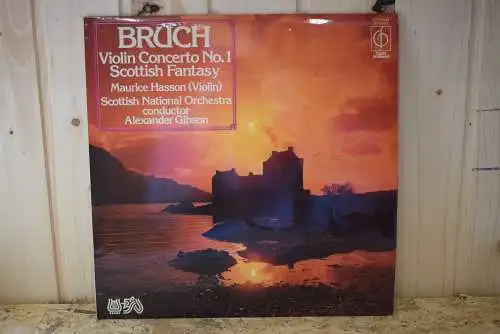 BRUCH
Violin Concerto No.1
Scottish Fantasy
Maurice Hasson (Violin)
Scottish National Orchestra
conductor
Alexander Gibson